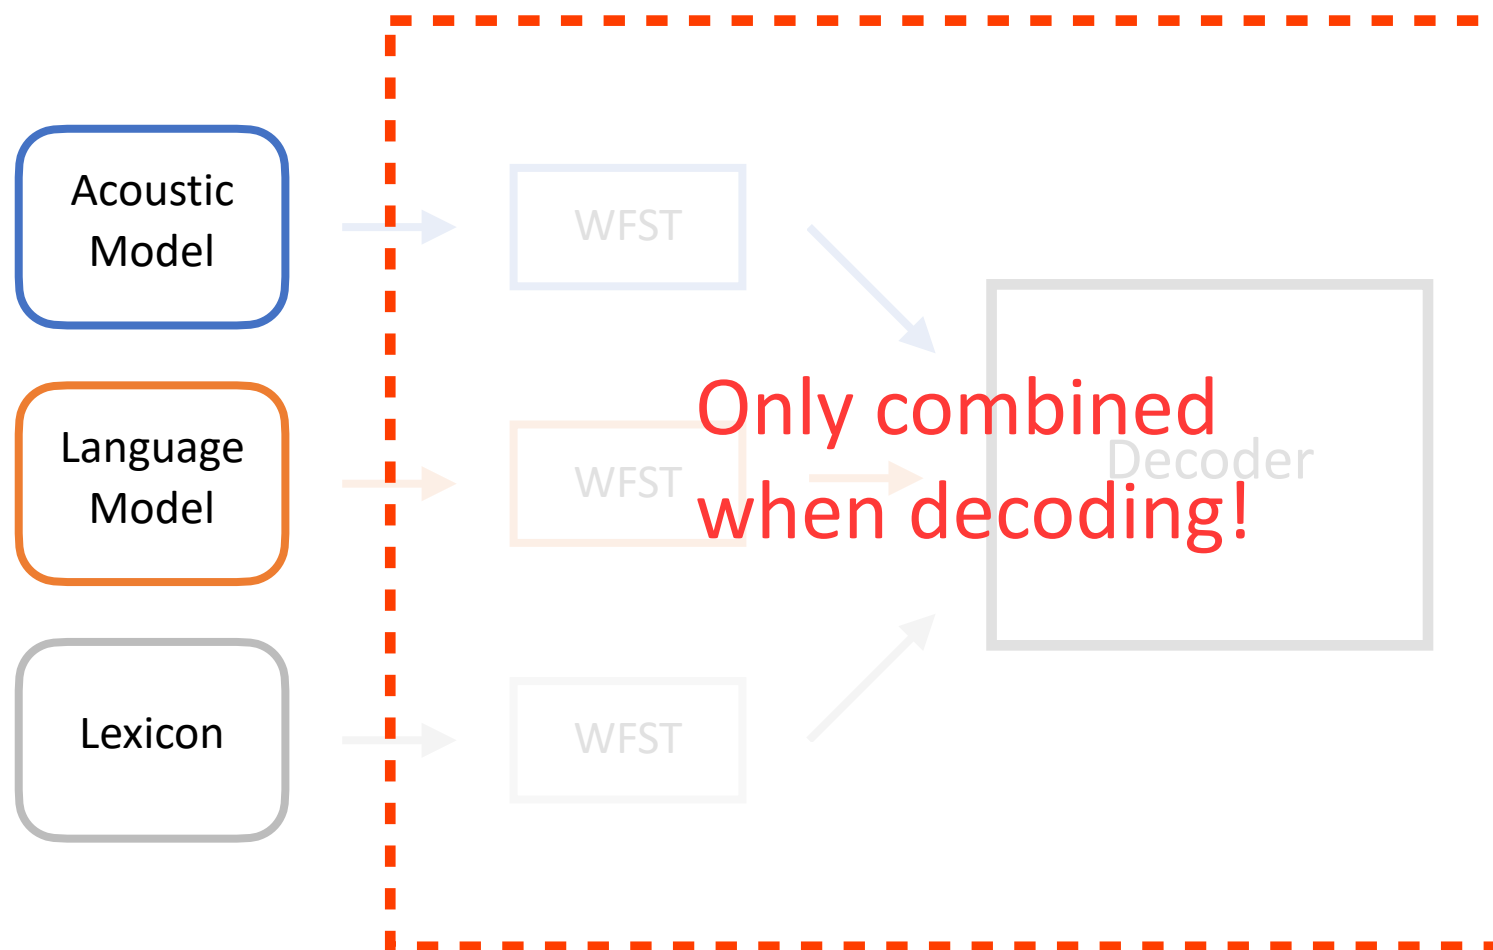 Acoustic
Model
WFST
Language
Model
WFST
Only combined
when decoding!
Decoder
Lexicon
WFST